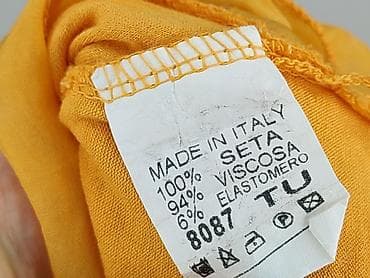 MADE IN ITALY
100% SETA
94% VISCOSA
6% ELASTOMERO
8087 TU